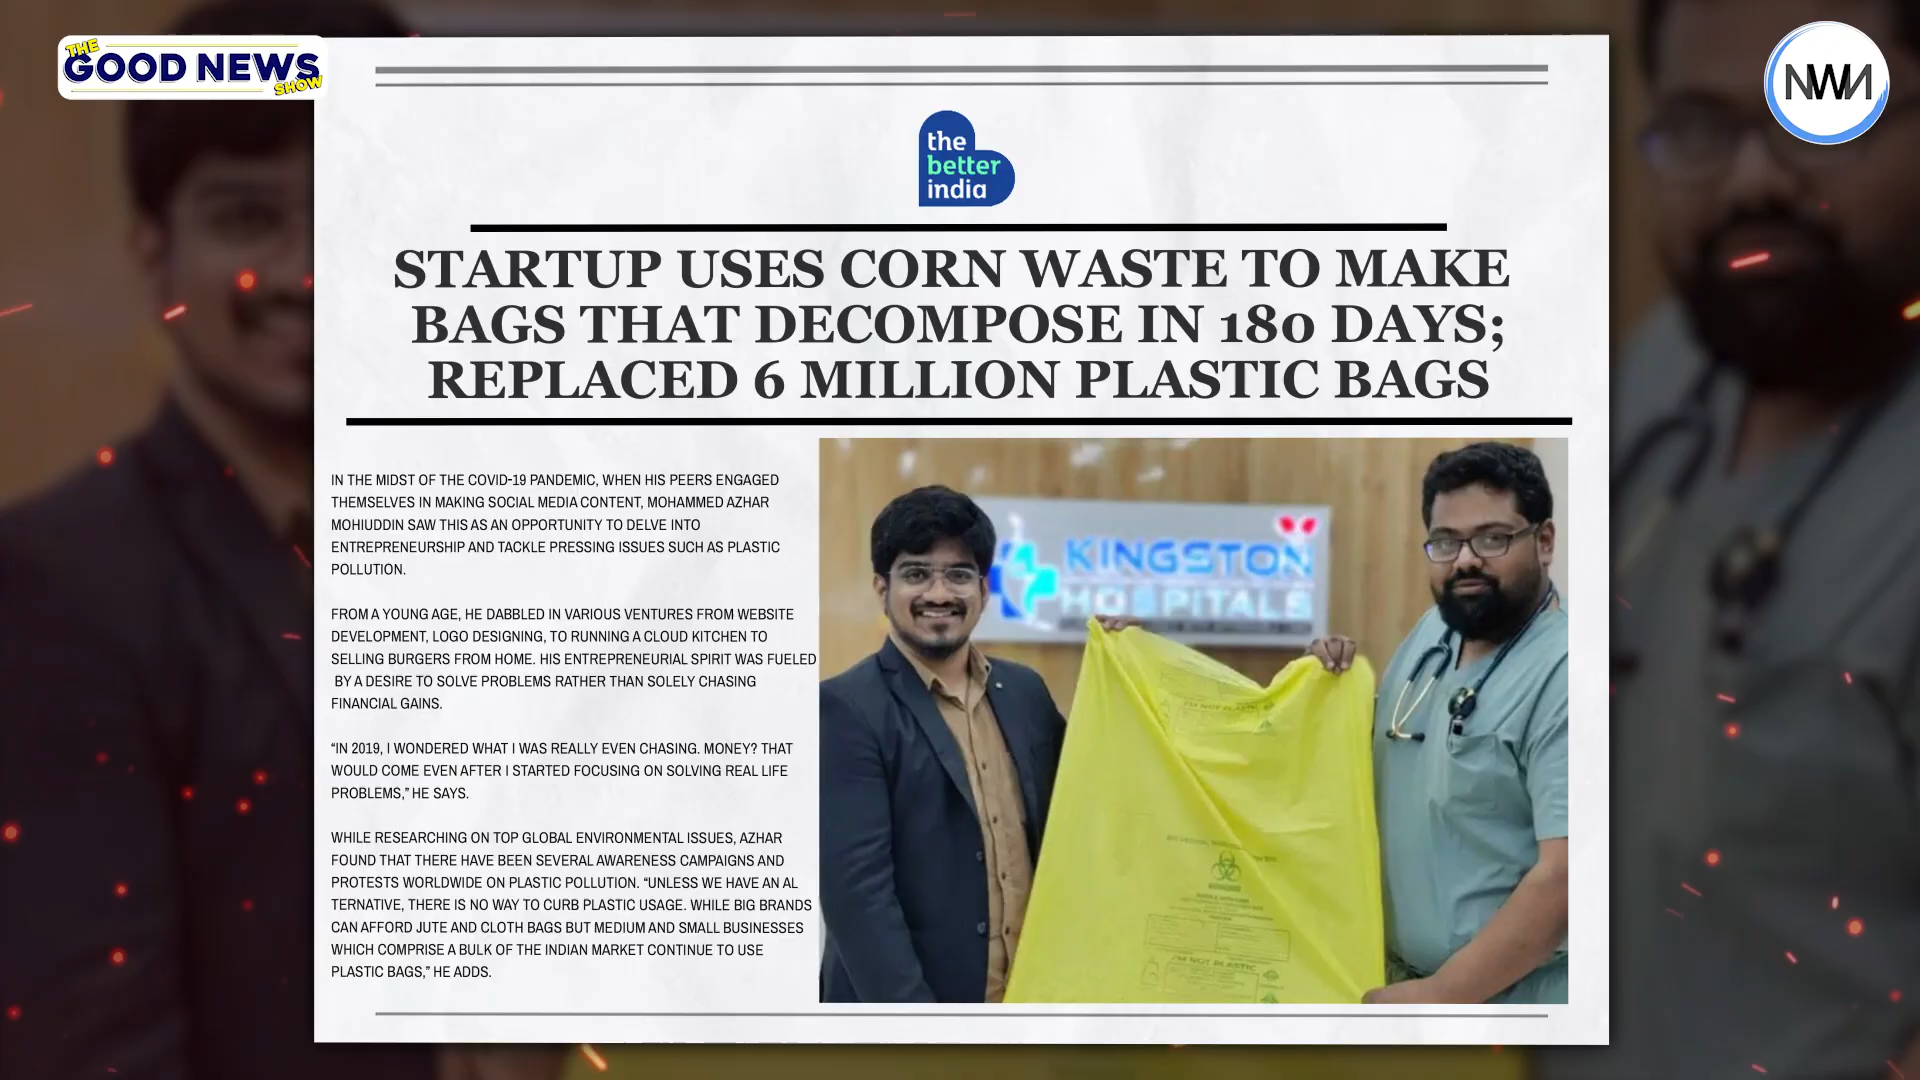 THE
GOOD NEWS
SHOW
NWN
the
better
india
STARTUP USES CORN WASTE TO MAKE
BAGS THAT DECOMPOSE IN 180 DAYS;
REPLACED 6 MILLION PLASTIC BAGS
IN THE MIDST OF THE COVID-19 PANDEMIC, WHEN HIS PEERS ENGAGED
THEMSELVES IN MAKING SOCIAL MEDIA CONTENT, MOHAMMED AZHAR
MOHIUDDIN SAW THIS AS AN OPPORTUNITY TO DELVE INTO
ENTREPRENEURSHIP AND TACKLE PRESSING ISSUES SUCH AS PLASTIC
POLLUTION.
FROM A YOUNG AGE, HE DABBLED IN VARIOUS VENTURES FROM WEBSITE
DEVELOPMENT, LOGO DESIGNING, TO RUNNING A CLOUD KITCHEN TO
SELLING BURGERS FROM HOME. HIS ENTREPRENEURIAL SPIRIT WAS FUELED
BY A DESIRE TO SOLVE PROBLEMS RATHER THAN SOLELY CHASING
FINANCIAL GAINS.
“IN 2019, I WONDERED WHAT I WAS REALLY EVEN CHASING. MONEY? THAT
WOULD COME EVEN AFTER I STARTED FOCUSING ON SOLVING REAL LIFE
PROBLEMS,” HE SAYS.
WHILE RESEARCHING ON TOP GLOBAL ENVIRONMENTAL ISSUES, AZHAR
FOUND THAT THERE HAVE BEEN SEVERAL AWARENESS CAMPAIGNS AND
PROTESTS WORLDWIDE ON PLASTIC POLLUTION. “UNLESS WE HAVE AN AL
TERNATIVE, THERE IS NO WAY TO CURB PLASTIC USAGE. WHILE BIG BRANDS
CAN AFFORD JUTE AND CLOTH BAGS BUT MEDIUM AND SMALL BUSINESSES
WHICH COMPRISE A BULK OF THE INDIAN MARKET CONTINUE TO USE
PLASTIC BAGS,” HE ADDS.
KINGSTON
HOSPITALS
I'M NOT PLASTIC
I'M NOT PLASTIC